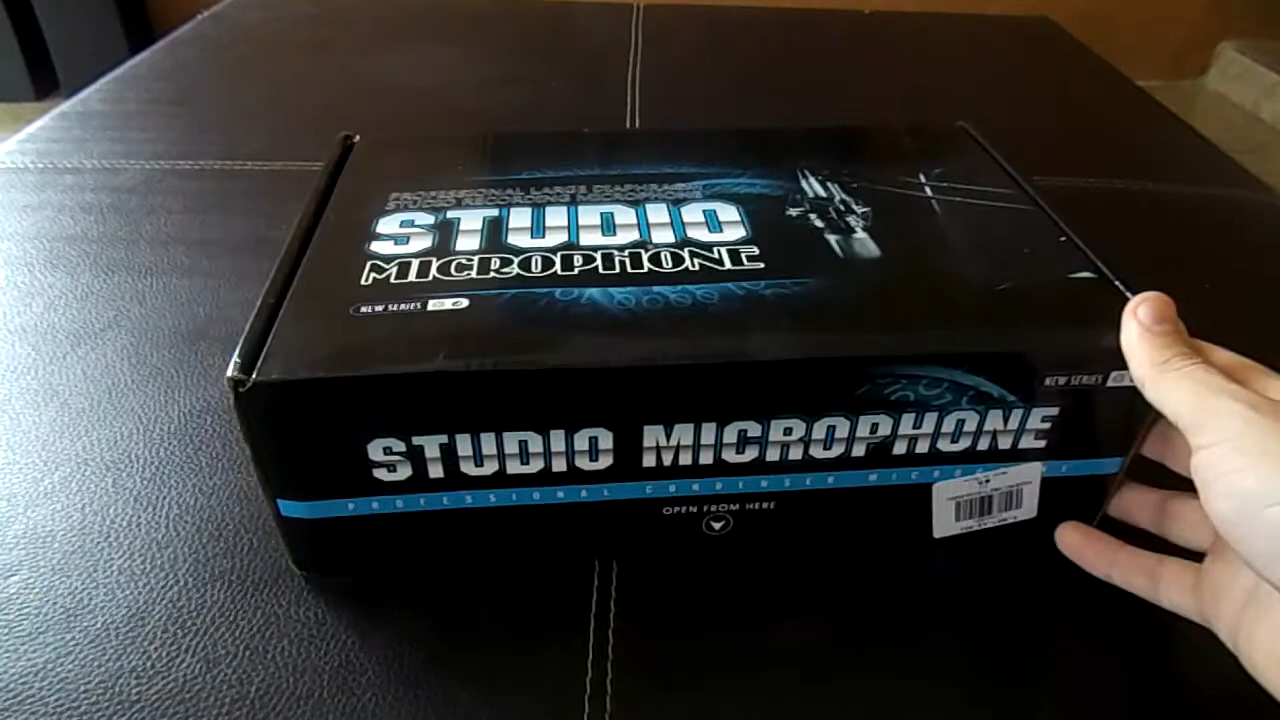 PROFESSIONAL LARGE DIAPHRAGM
STUDIO RECORDING MICROPHONE
STUDIO
MICROPHONE
NEW SERIES
NEW SERIES
STUDIO MICROPHONE
PROFESSIONAL CONDENSER MICROPHONE
OPEN FROM HERE